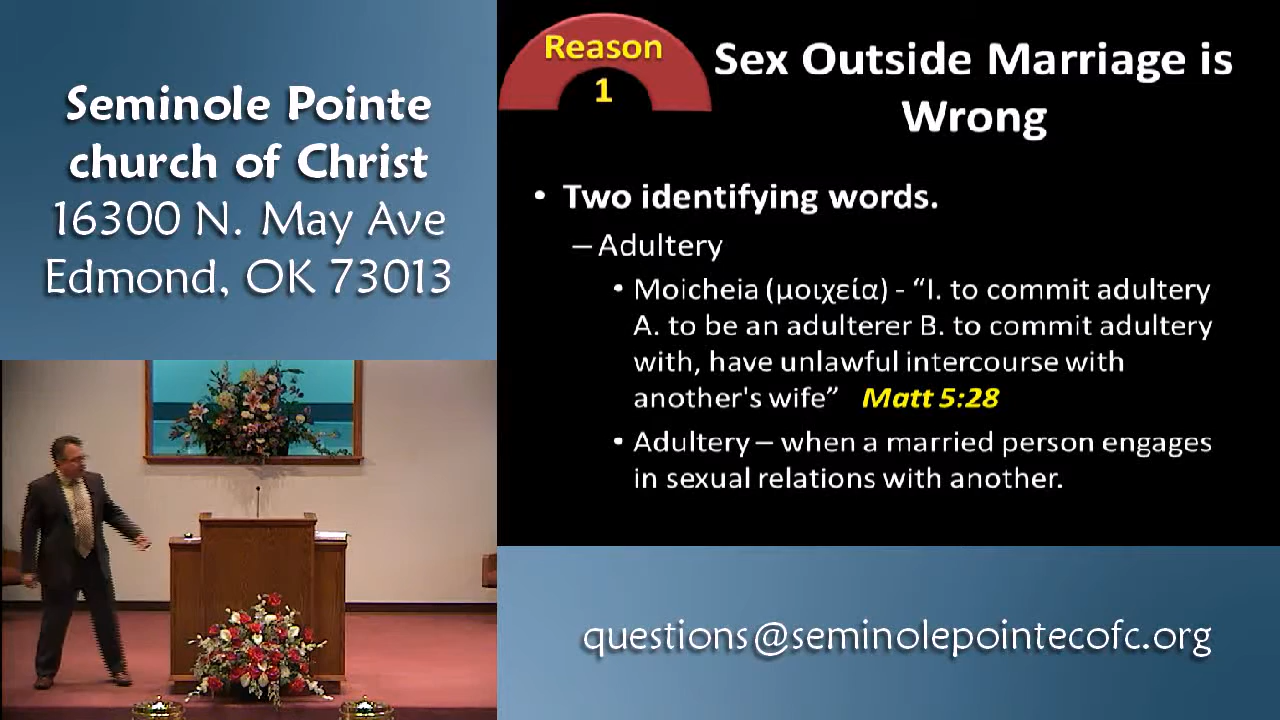 Seminole Pointe
church of Christ
16300 N. May Ave
Edmond, OK 73013
Reason
1
Sex Outside Marriage is
Wrong
• Two identifying words.
– Adultery
• Moicheia (μοιχεία) - “I. to commit adultery
A. to be an adulterer B. to commit adultery
with, have unlawful intercourse with
another's wife” Matt 5:28
• Adultery – when a married person engages
in sexual relations with another.
questions@seminolepointecofc.org